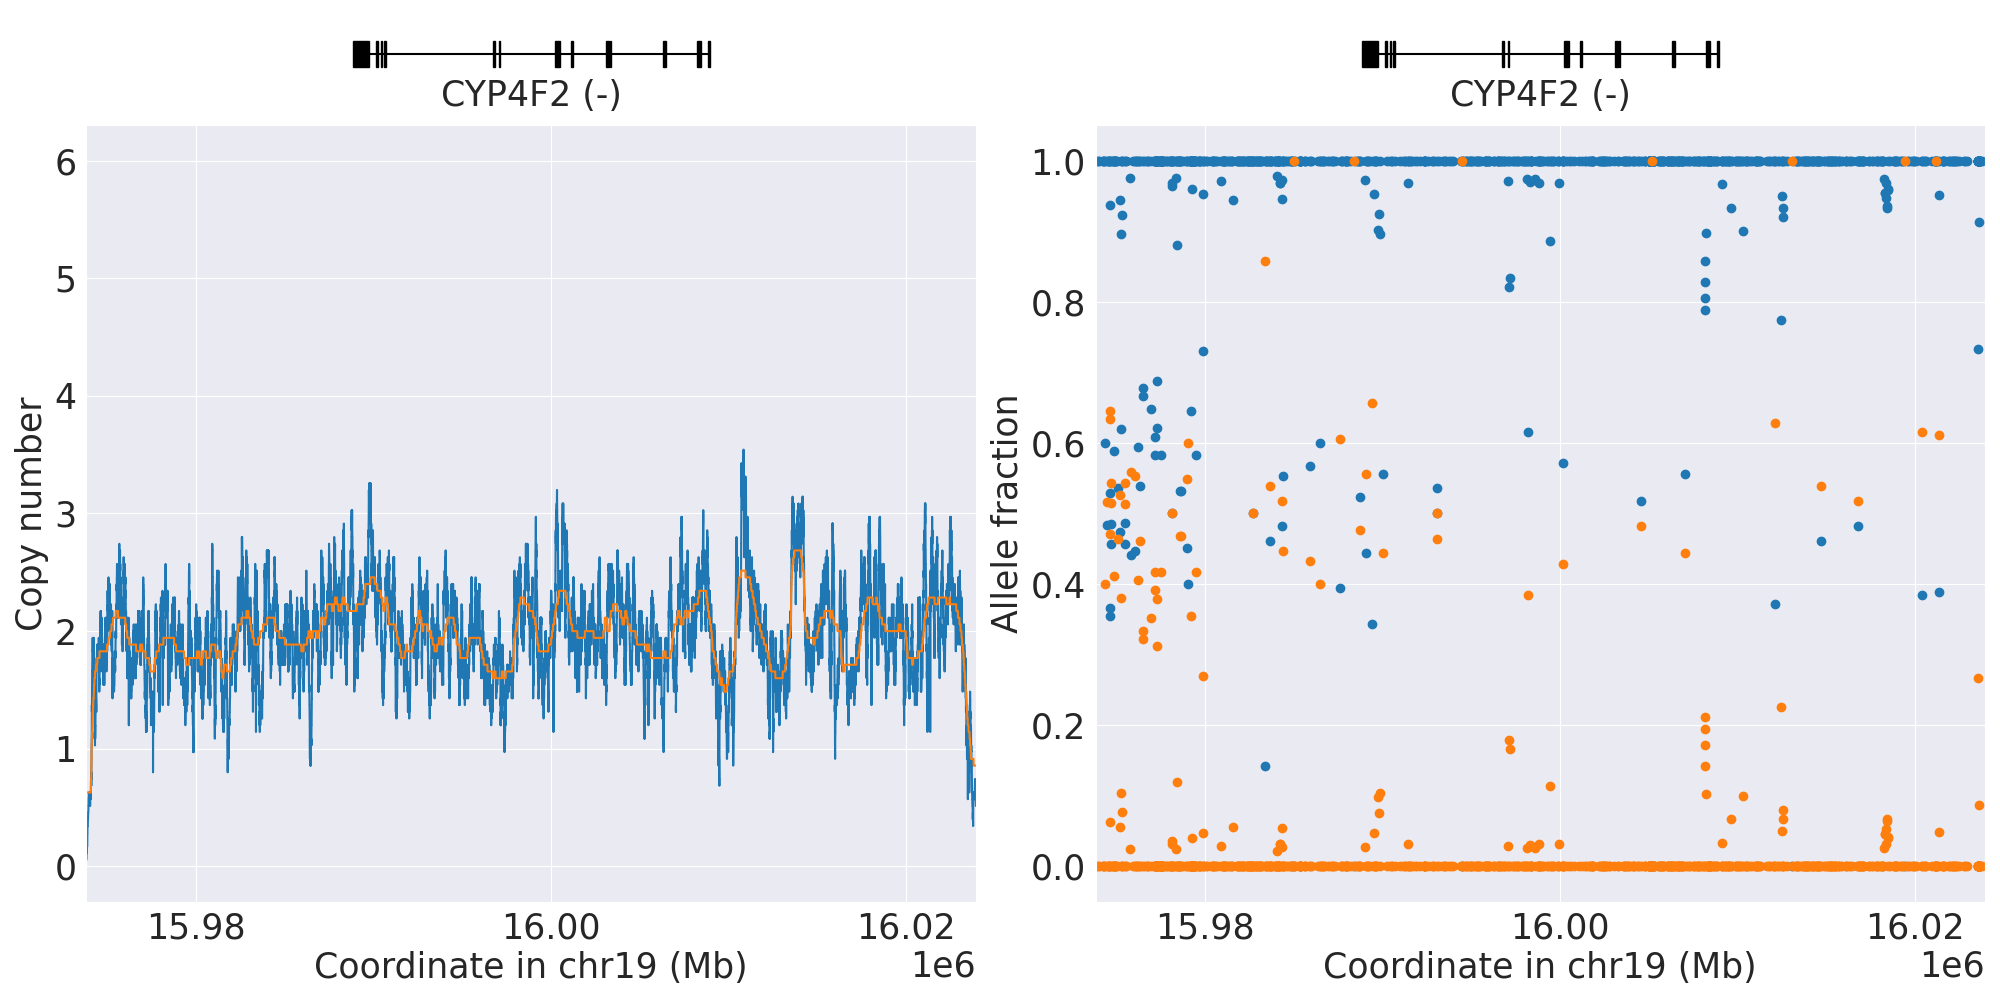 CYP4F2 (-)
6
5
4
3
2
1
0
Copy number
15.98
16.00
16.02
Coordinate in chr19 (Mb)
1e6
CYP4F2 (-)
1.0
0.8
0.6
0.4
0.2
0.0
Allele fraction
15.98
16.00
16.02
Coordinate in chr19 (Mb)
1e6